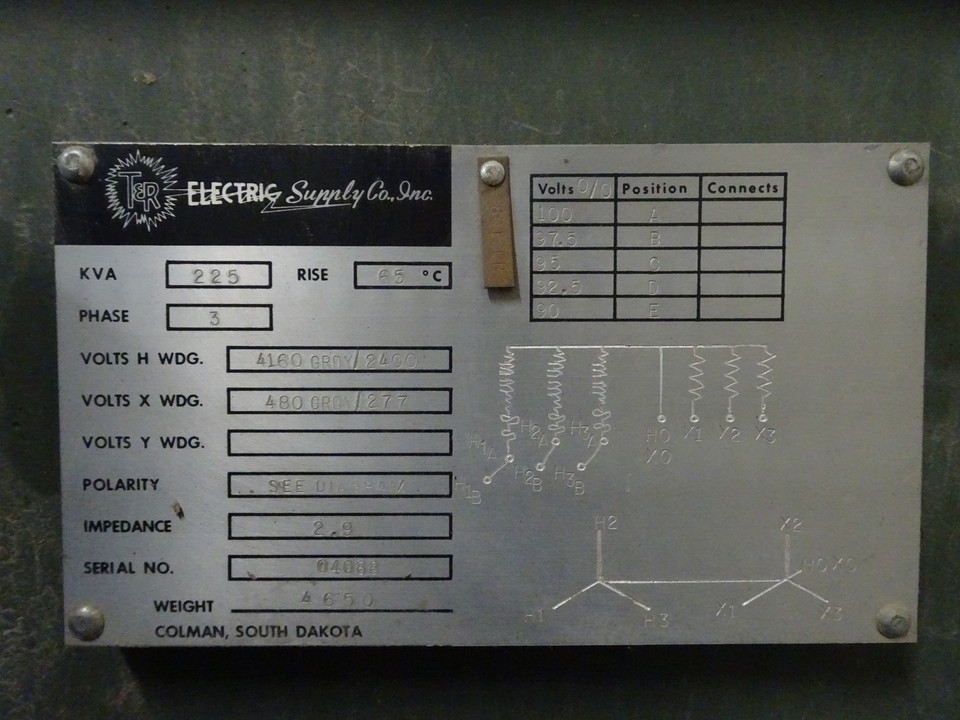 T&R ELECTRIC Supply Co., Inc.
KVA 225 RISE 65 °C
PHASE 3
VOLTS H WDG. 4160 GRDY/2400
VOLTS X WDG. 480 GRDY/277
VOLTS Y WDG.
POLARITY SEE DIAGRAM
IMPEDANCE 2.9
SERIAL NO.
WEIGHT 4650
COLMAN, SOUTH DAKOTA
Volts 0/0 Position Connects
100 A
97.5 B
95 C
92.5 D
90 E
H1A H2A H3A H0 X1 X2 X3
X0
H1B H2B H3B
H2 X2
H0X0
H1 H3 X1 X3